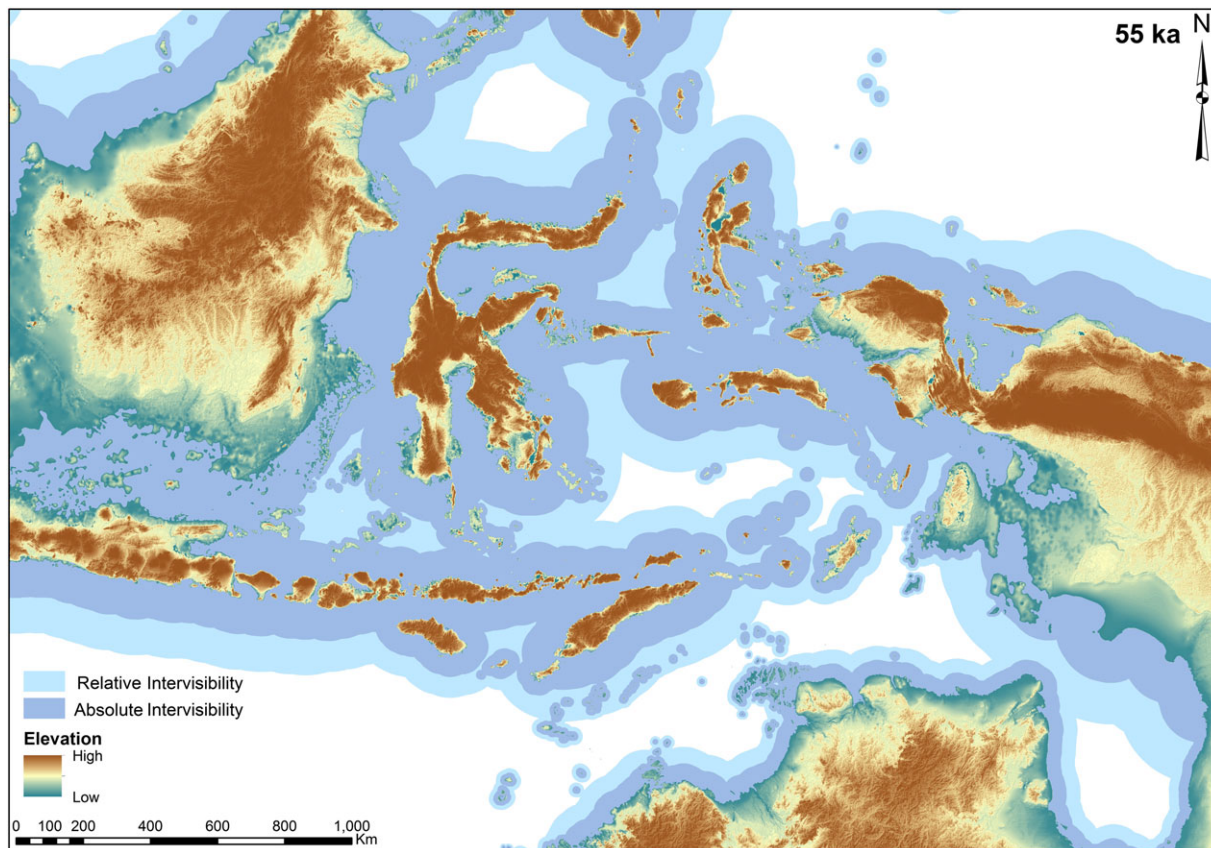 55 ka
N
Relative Intervisibility
Absolute Intervisibility
Elevation
High
Low
0 100 200 400 600 800 1,000
Km